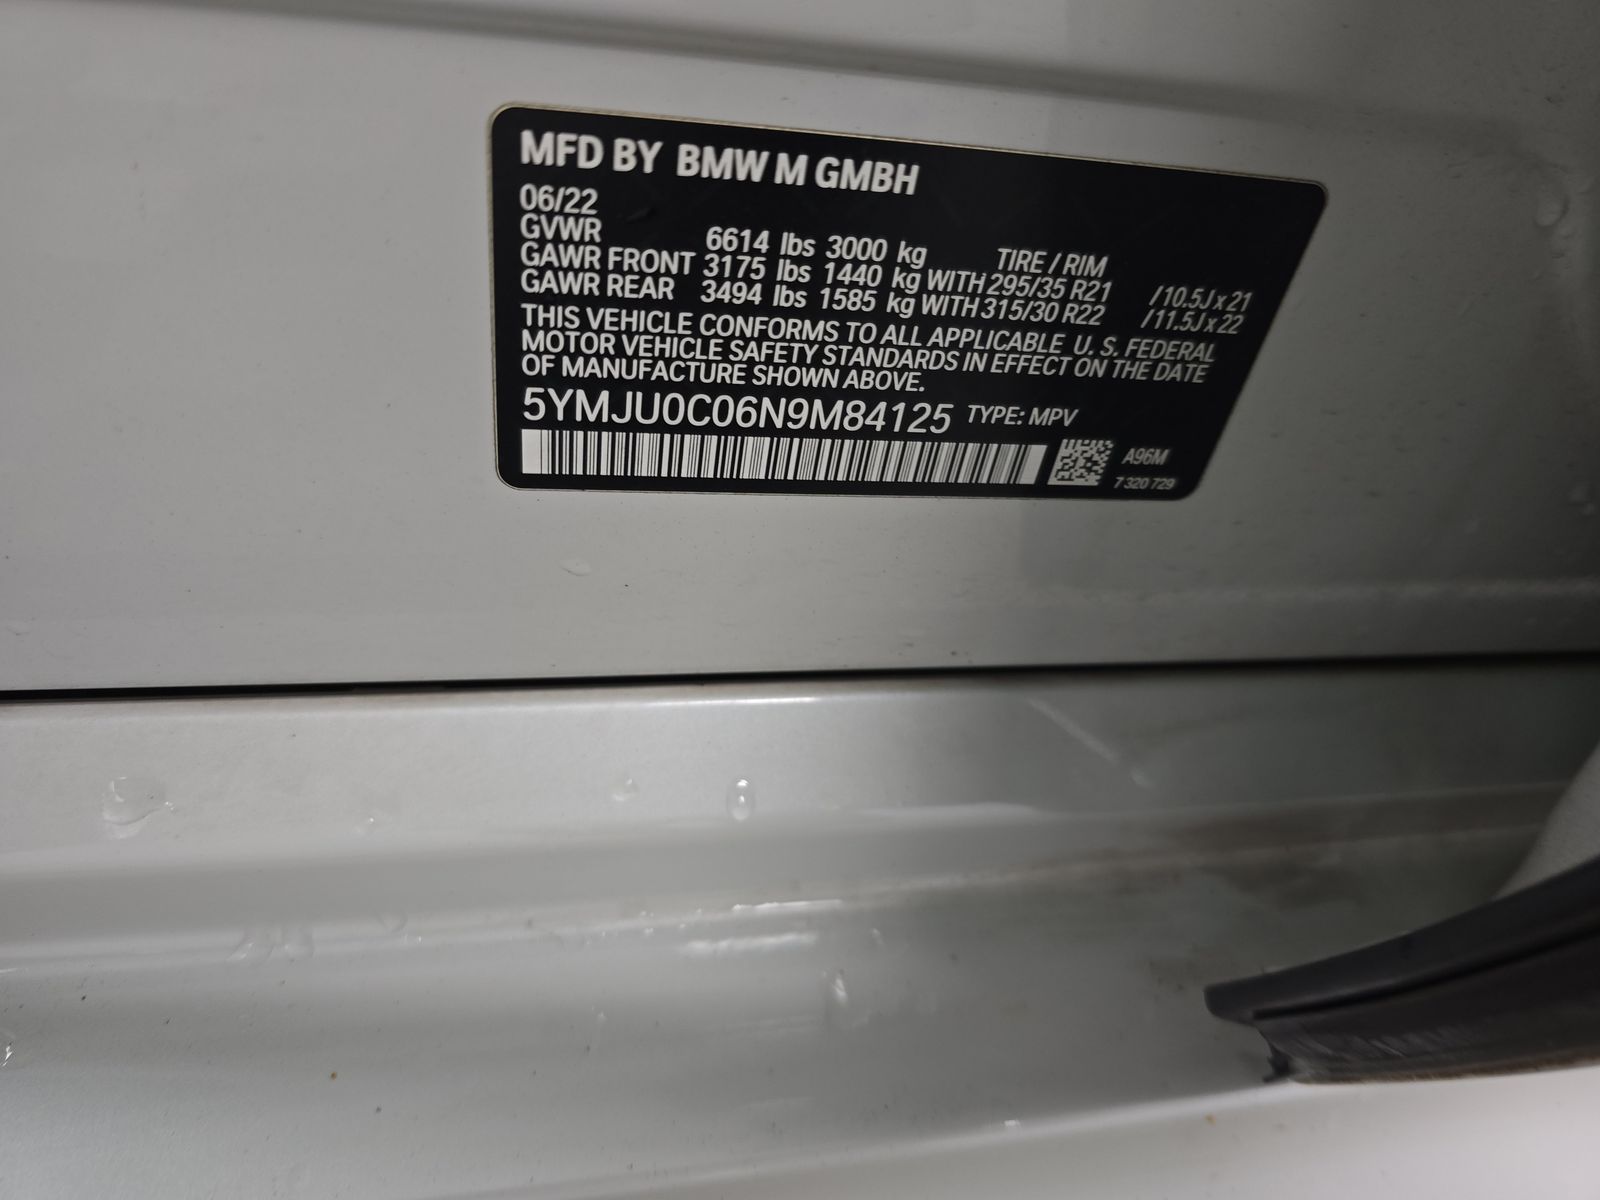 MFD BY BMW M GMBH
06/22
GVWR 6614 lbs 3000 kg TIRE / RIM
GAWR FRONT 3175 lbs 1440 kg WITH 295/35 R21 /10.5J x 21
GAWR REAR 3494 lbs 1585 kg WITH 315/30 R22 /11.5J x 22
THIS VEHICLE CONFORMS TO ALL APPLICABLE U. S. FEDERAL
MOTOR VEHICLE SAFETY STANDARDS IN EFFECT ON THE DATE
OF MANUFACTURE SHOWN ABOVE.
5YMJU0C06N9M84125 TYPE: MPV
A96M
7 320 729